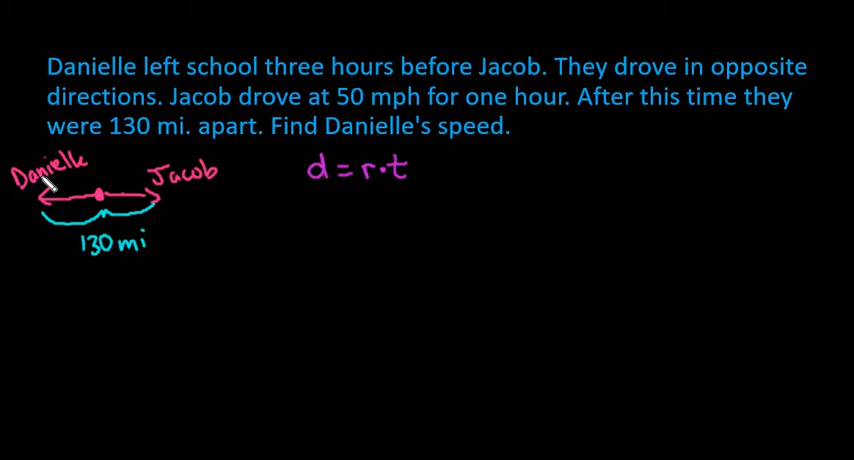 Danielle left school three hours before Jacob. They drove in opposite
directions. Jacob drove at 50 mph for one hour. After this time they
were 130 mi. apart. Find Danielle's speed.
Danielle
Jacob
d = r·t
130 mi